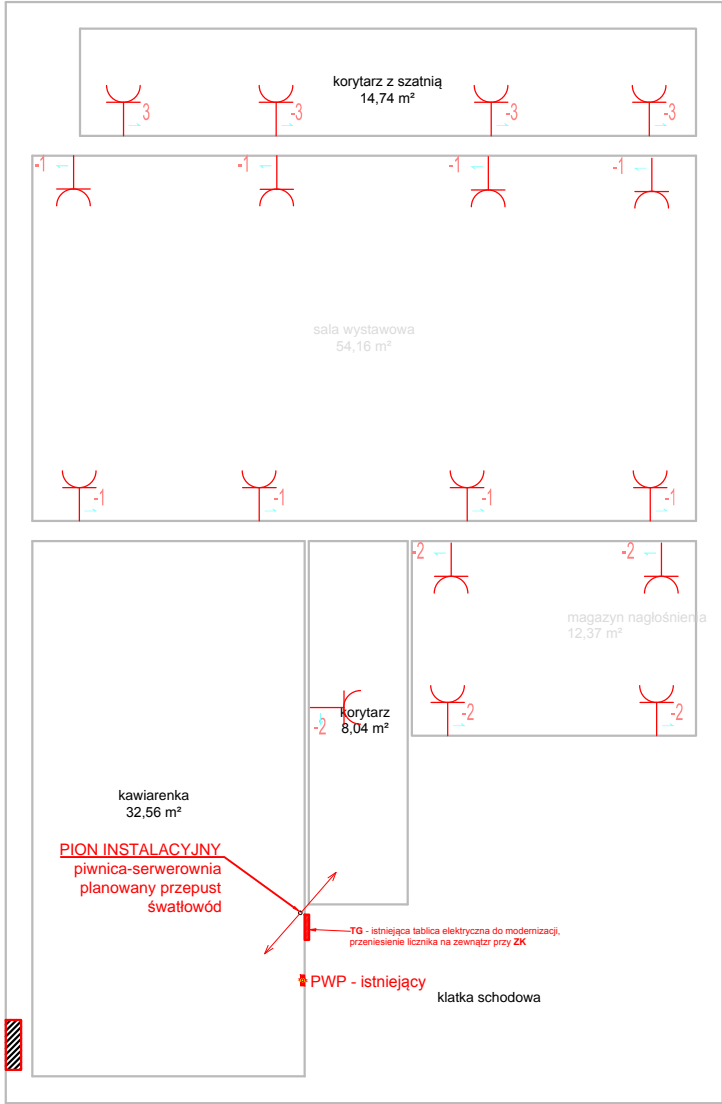 korytarz z szatnią
14,74 m²
3
-3
-3
-3
-1
-1
-1
-1
sala wystawowa
54,16 m²
-1
-1
-1
-1
-2
-2
magazyn nagłośnienia
12,37 m²
-2
-2
-2
korytarz
8,04 m²
kawiarenka
32,56 m²
PION INSTALACYJNY
piwnica-serwerownia
planowany przepust
śwatłowód
TG - istniejąca tablica elektryczna do modernizacji,
przeniesienie licznika na zewnątzr przy ZK
PWP - istniejący
klatka schodowa